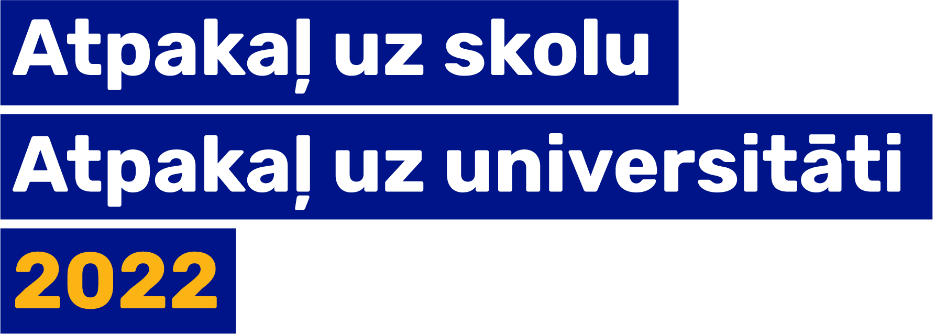 Atpakaļ uz skolu
Atpakaļ uz universitāti
2022